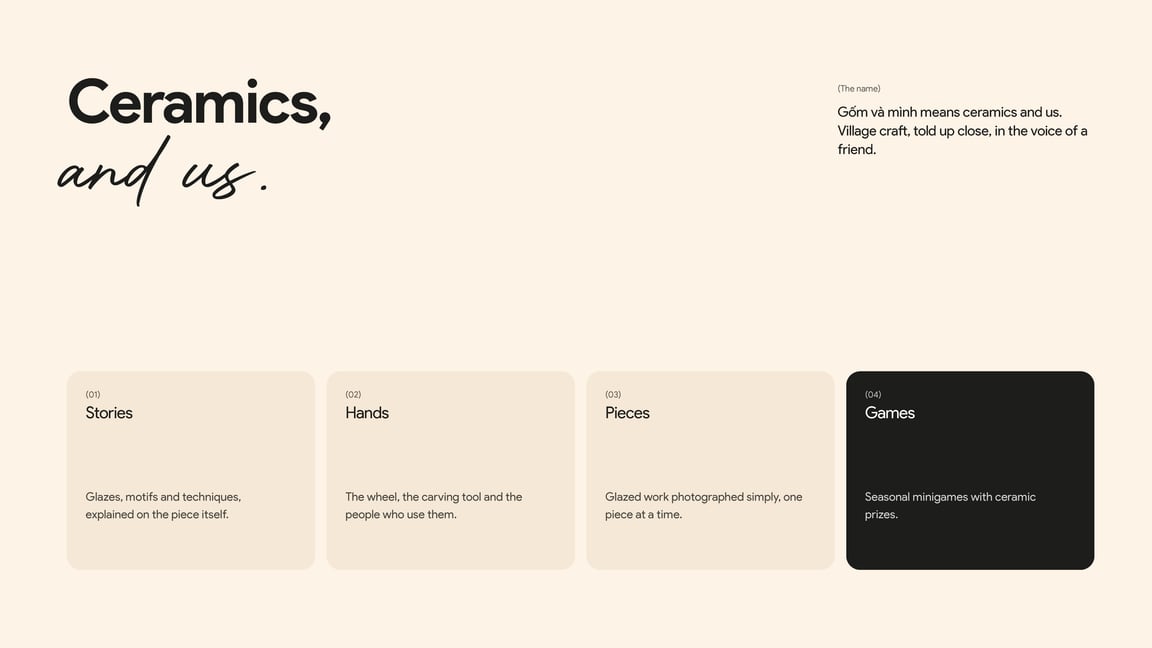 Ceramics,
and us.
(The name)
Gốm và mình means ceramics and us.
Village craft, told up close, in the voice of a
friend.
(01)
Stories
Glazes, motifs and techniques,
explained on the piece itself.
(02)
Hands
The wheel, the carving tool and the
people who use them.
(03)
Pieces
Glazed work photographed simply, one
piece at a time.
(04)
Games
Seasonal minigames with ceramic
prizes.